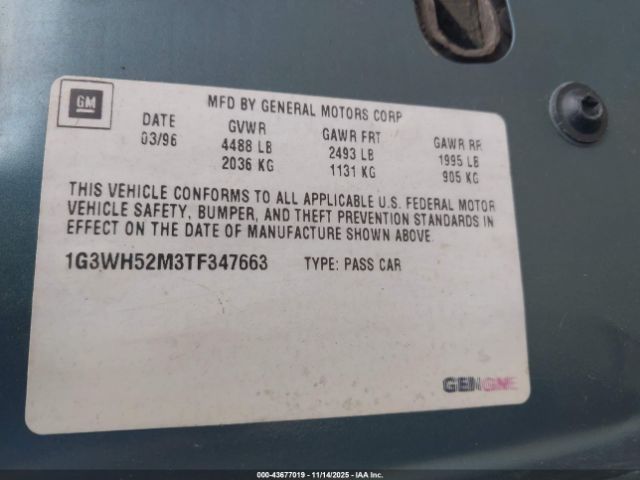 GM
MFD BY GENERAL MOTORS CORP
DATE GVWR GAWR FRT GAWR RR
03/96 4488 LB 2493 LB 1995 LB
2036 KG 1131 KG 905 KG
THIS VEHICLE CONFORMS TO ALL APPLICABLE U.S. FEDERAL MOTOR
VEHICLE SAFETY, BUMPER, AND THEFT PREVENTION STANDARDS IN
EFFECT ON THE DATE OF MANUFACTURE SHOWN ABOVE.
1G3WH52M3TF347663 TYPE: PASS CAR
000-43677019 - 11/14/2025 - IAA Inc.